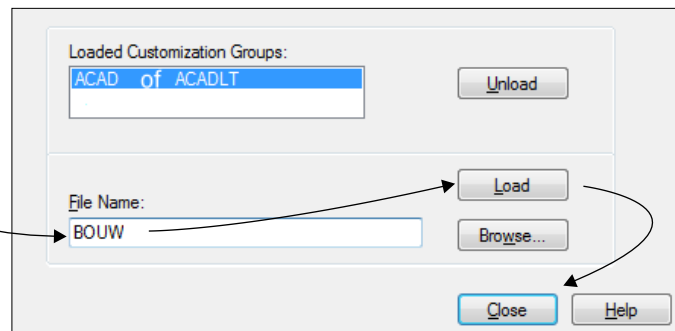 Loaded Customization Groups:
ACAD of ACADLT
Unload
Load
File Name:
BOUW
Browse...
Close
Help